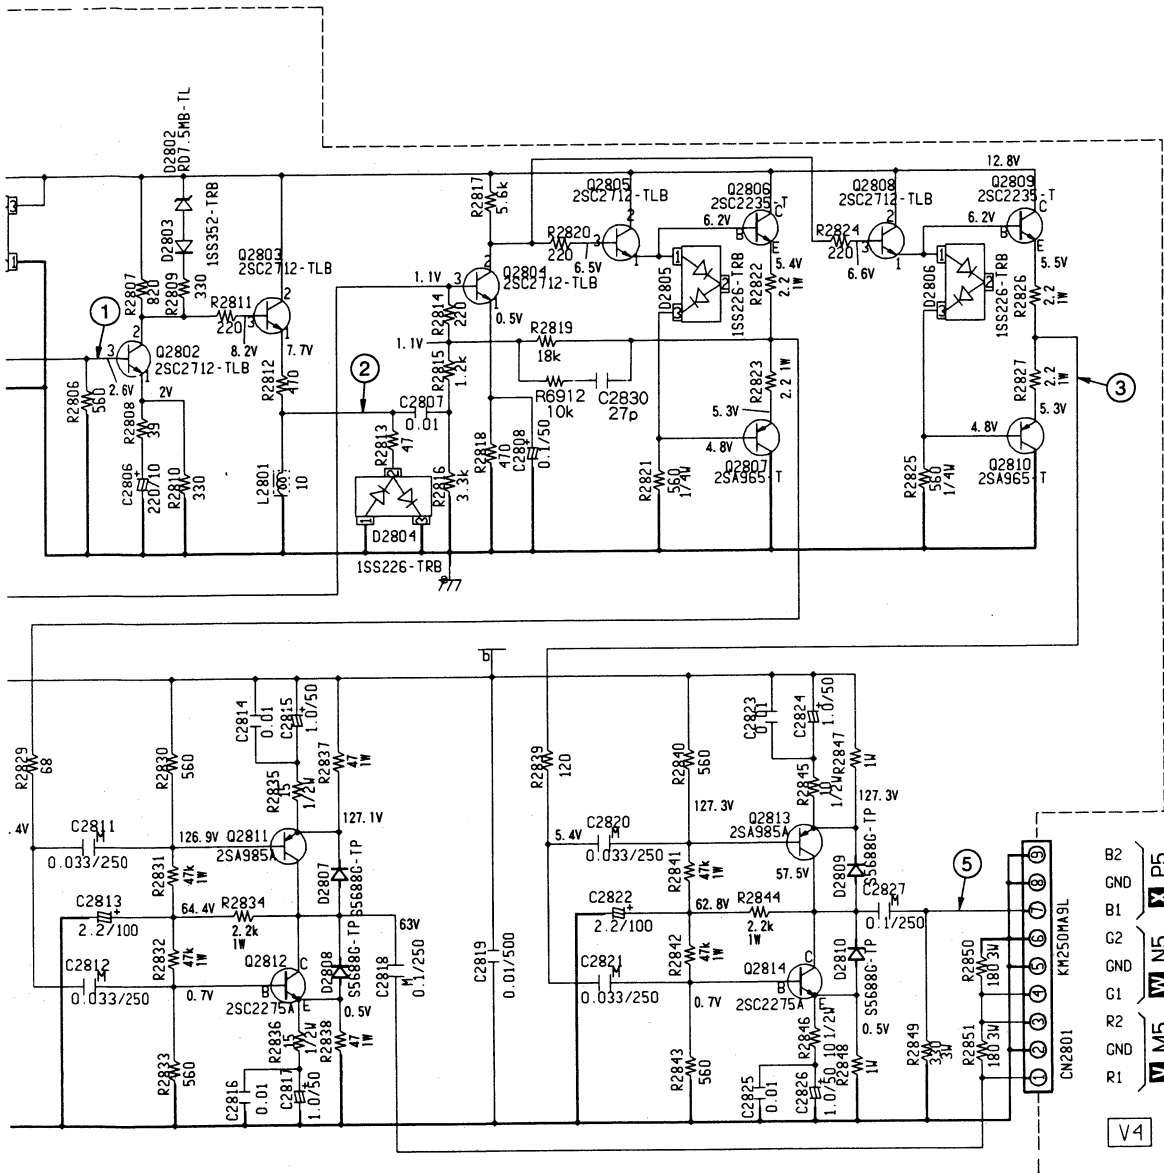 D2802
RD7.5MB-TL
D2803
1SS352-TRB
R2807
820
R2809
330
R2811
220
Q2803
2SC2712-TLB
8.2V
7.7V
Q2802
2SC2712-TLB
2.6V
2V
R2806
560
R2808
39
C2806
220/10
R2810
330
R2812
470
L2801
10
1
2
C2807
0.01
R2813
47
D2804
1SS226-TRB
R2814
220
R2815
1.2k
R2816
3.3k
1.1V
1.1V
R2817
5.6k
Q2804
2SC2712-TLB
0.5V
R2819
18k
R6912
10k
C2830
27p
R2818
470
C2808
0.1/50
Q2805
2SC2712-TLB
R2820
220
6.5V
6.2V
Q2806
2SC2235-T
5.4V
D2805
1SS226-TRB
R2822
2.2
1W
R2823
2.2 1W
5.3V
4.8V
Q2807
2SA965-T
R2821
560
1/4W
Q2808
2SC2712-TLB
R2824
220
6.6V
6.2V
12.8V
Q2809
2SC2235-T
5.5V
D2806
1SS226-TRB
R2826
2.2
1W
R2827
2.2
1W
5.3V
4.8V
Q2810
2SA965-T
R2825
560
1/4W
3
b
R2829
68
.4V
C2811
M
0.033/250
C2813
2.2/100
C2812
M
0.033/250
R2830
560
126.9V
R2831
47k
1W
64.4V
R2832
47k
1W
0.7V
R2833
560
C2814
0.01
C2815
1.0/50
R2835
15
1/2W
R2837
47
1W
127.1V
Q2811
2SA985A
D2807
S5688G-TP
R2834
2.2k
1W
63V
Q2812
2SC2275A
D2808
S5688G-TP
0.5V
R2836
15
1/2W
R2838
47
1W
C2816
0.01
C2817
1.0/50
C2818
M 0.1/250
C2819
0.01/500
R2839
120
5.4V
C2820
M
0.033/250
C2822
2.2/100
C2821
M
0.033/250
R2840
560
127.3V
R2841
47k
1W
62.8V
R2842
47k
1W
0.7V
R2843
560
C2823
0.01
C2824
1.0/50
R2845
10
1/2W
R2847
1W
127.3V
Q2813
2SA985A
57.5V
D2809
S5688G-TP
R2844
2.2k
1W
Q2814
2SC2275A
D2810
S5688G-TP
0.5V
R2846
10 1/2W
R2848
1W
C2825
0.01
C2826
1.0/50
C2827
M
0.1/250
5
R2849
330
3W
R2850
180 3W
R2851
180 3W
KM250MA9L
CN2801
9
8
7
6
5
4
3
2
1
B2
GND
B1
G2
GND
G1
R2
GND
R1
X P5
W N5
V M5
V4